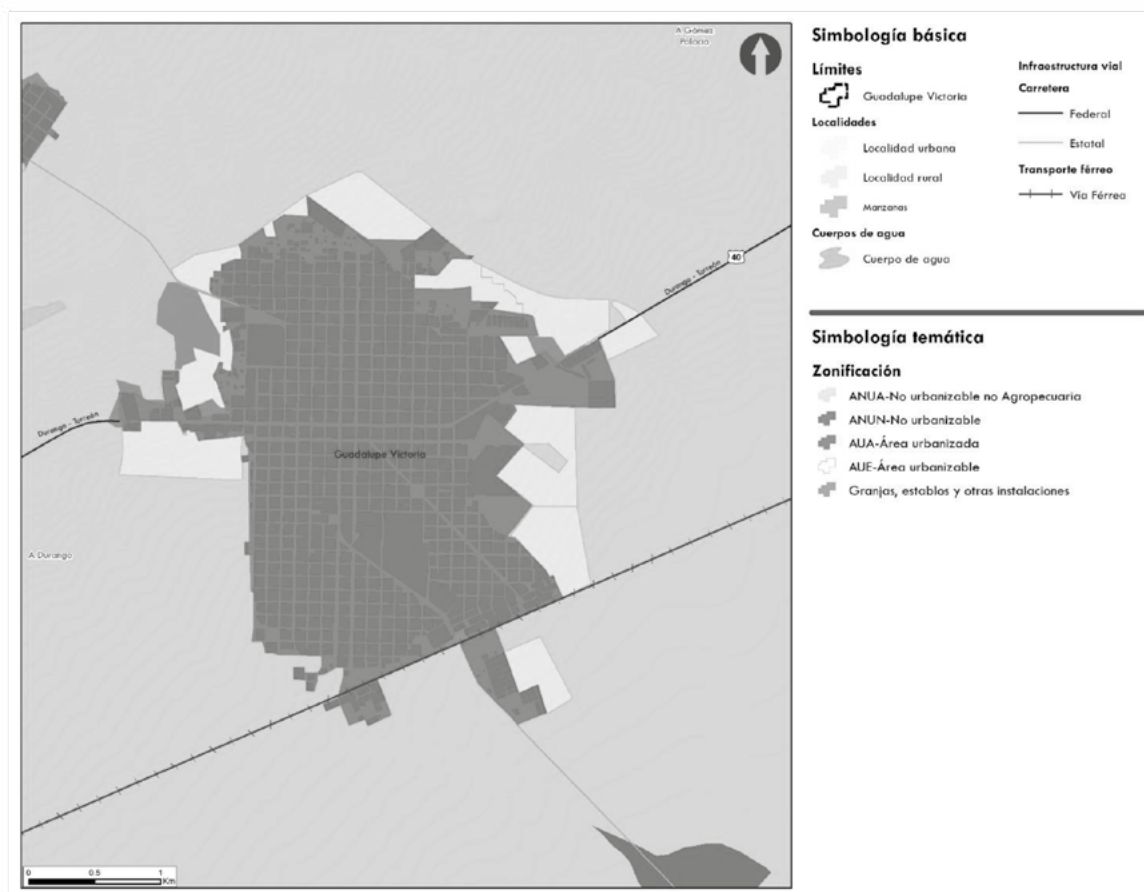 A Gómez
Palacio
40
Durango - Torreón
Durango - Torreón
Guadalupe Victoria
A Durango
0 0.5 1
Km
Simbología básica
Límites
Guadalupe Victoria
Localidades
Localidad urbana
Localidad rural
Manzanas
Cuerpos de agua
Cuerpo de agua
Infraestructura vial
Carretera
Federal
Estatal
Transporte férreo
Vía Férrea
Simbología temática
Zonificación
ANUA-No urbanizable no Agropecuaria
ANUN-No urbanizable
AUA-Área urbanizada
AUE-Área urbanizable
Granjas, establos y otras instalaciones